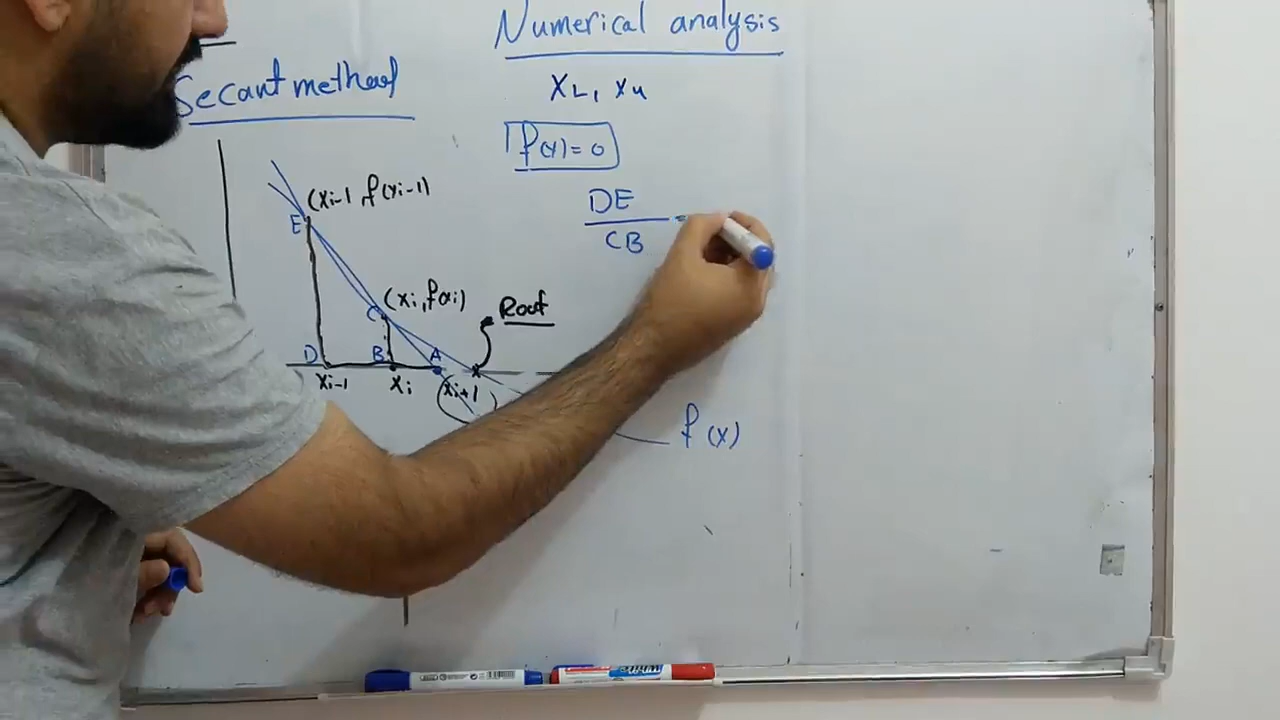 Numerical analysis
Secant method
XL, xu
f(x)=0
DE
CB
(xi-1, f(xi-1)
E
(xi, f(xi)
C
Root
D B A
xi-1 xi xi+1
f(x)